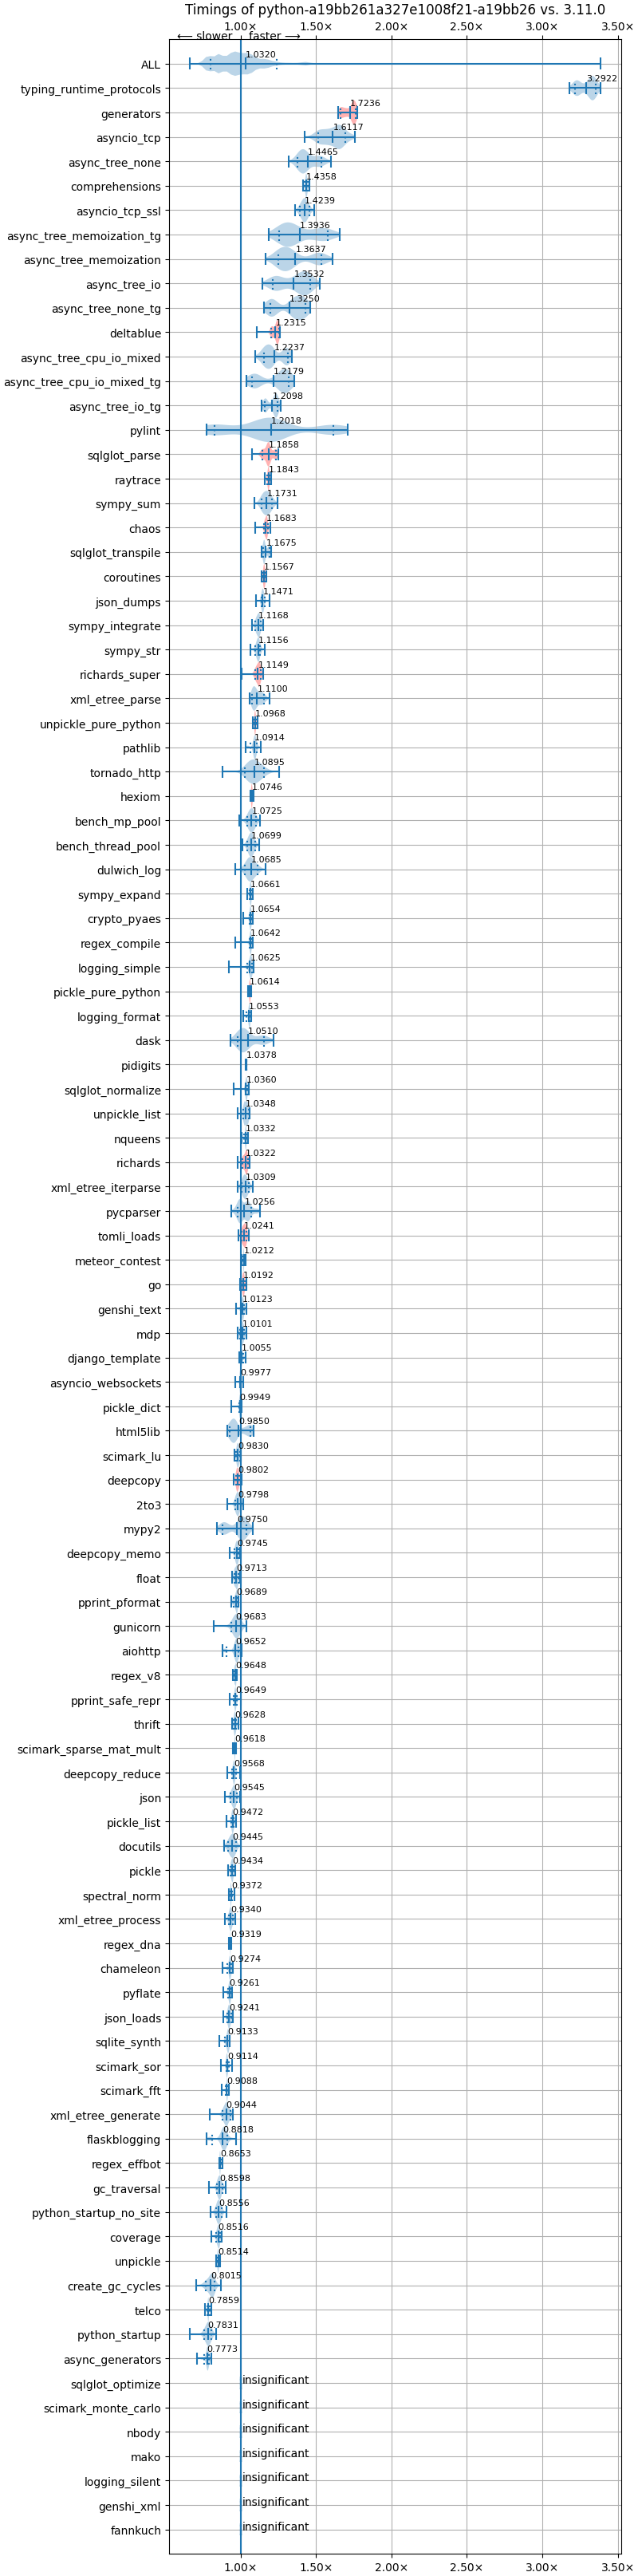 Timings of python-a19bb261a327e1008f21-a19bb26 vs. 3.11.0
1.00× 1.50× 2.00× 2.50× 3.00× 3.50×
⟵ slower faster ⟶
ALL 1.0320
typing_runtime_protocols 3.2922
generators 1.7236
asyncio_tcp 1.6117
async_tree_none 1.4465
comprehensions 1.4358
asyncio_tcp_ssl 1.4239
async_tree_memoization_tg 1.3936
async_tree_memoization 1.3637
async_tree_io 1.3532
async_tree_none_tg 1.3250
deltablue 1.2315
async_tree_cpu_io_mixed 1.2237
async_tree_cpu_io_mixed_tg 1.2179
async_tree_io_tg 1.2098
pylint 1.2018
sqlglot_parse 1.1858
raytrace 1.1843
sympy_sum 1.1731
chaos 1.1683
sqlglot_transpile 1.1675
coroutines 1.1567
json_dumps 1.1471
sympy_integrate 1.1168
sympy_str 1.1156
richards_super 1.1149
xml_etree_parse 1.1100
unpickle_pure_python 1.0968
pathlib 1.0914
tornado_http 1.0895
hexiom 1.0746
bench_mp_pool 1.0725
bench_thread_pool 1.0699
dulwich_log 1.0685
sympy_expand 1.0661
crypto_pyaes 1.0654
regex_compile 1.0642
logging_simple 1.0625
pickle_pure_python 1.0614
logging_format 1.0553
dask 1.0510
pidigits 1.0378
sqlglot_normalize 1.0360
unpickle_list 1.0348
nqueens 1.0332
richards 1.0322
xml_etree_iterparse 1.0309
pycparser 1.0256
tomli_loads 1.0241
meteor_contest 1.0212
go 1.0192
genshi_text 1.0123
mdp 1.0101
django_template 1.0055
asyncio_websockets 0.9977
pickle_dict 0.9949
html5lib 0.9850
scimark_lu 0.9830
deepcopy 0.9802
2to3 0.9798
mypy2 0.9750
deepcopy_memo 0.9745
float 0.9713
pprint_pformat 0.9689
gunicorn 0.9683
aiohttp 0.9652
regex_v8 0.9648
pprint_safe_repr 0.9649
thrift 0.9628
scimark_sparse_mat_mult 0.9618
deepcopy_reduce 0.9568
json 0.9545
pickle_list 0.9472
docutils 0.9445
pickle 0.9434
spectral_norm 0.9372
xml_etree_process 0.9340
regex_dna 0.9319
chameleon 0.9274
pyflate 0.9261
json_loads 0.9241
sqlite_synth 0.9133
scimark_sor 0.9114
scimark_fft 0.9088
xml_etree_generate 0.9044
flaskblogging 0.8818
regex_effbot 0.8653
gc_traversal 0.8598
python_startup_no_site 0.8556
coverage 0.8516
unpickle 0.8514
create_gc_cycles 0.8015
telco 0.7859
python_startup 0.7831
async_generators 0.7773
sqlglot_optimize insignificant
scimark_monte_carlo insignificant
nbody insignificant
mako insignificant
logging_silent insignificant
genshi_xml insignificant
fannkuch insignificant
1.00× 1.50× 2.00× 2.50× 3.00× 3.50×